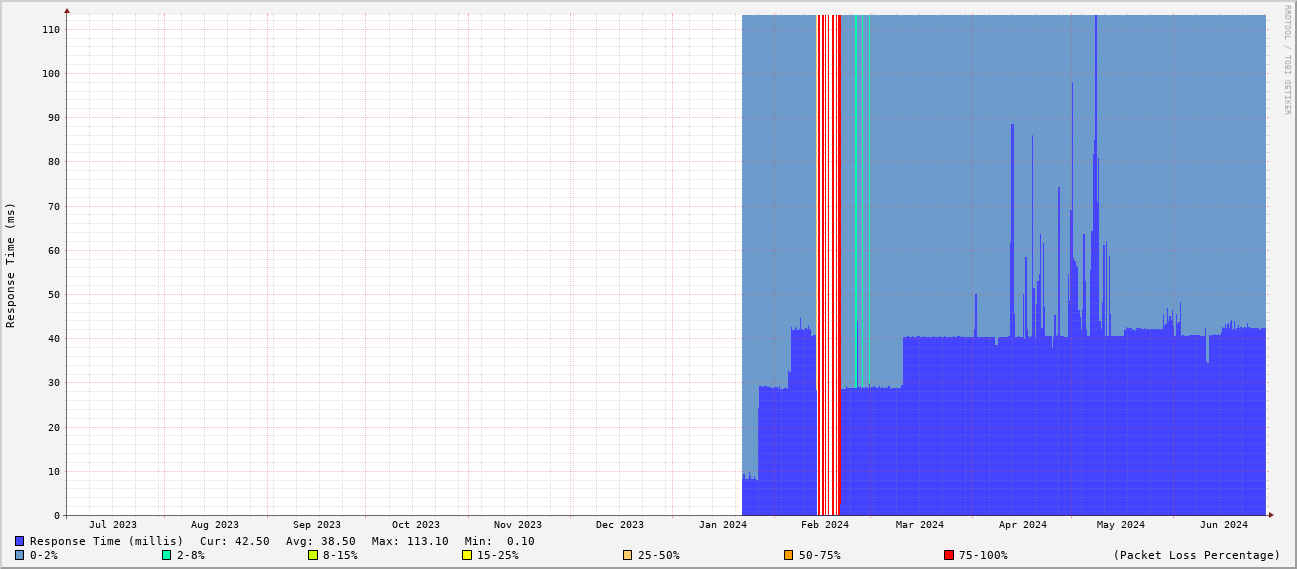 RRDTOOL / TOBI OETIKER
Response Time (ms)
110
100
90
80
70
60
50
40
30
20
10
0
Jul 2023 Aug 2023 Sep 2023 Oct 2023 Nov 2023 Dec 2023 Jan 2024 Feb 2024 Mar 2024 Apr 2024 May 2024 Jun 2024
Response Time (millis) Cur: 42.50 Avg: 38.50 Max: 113.10 Min: 0.10
0-2% 2-8% 8-15% 15-25% 25-50% 50-75% 75-100% (Packet Loss Percentage)